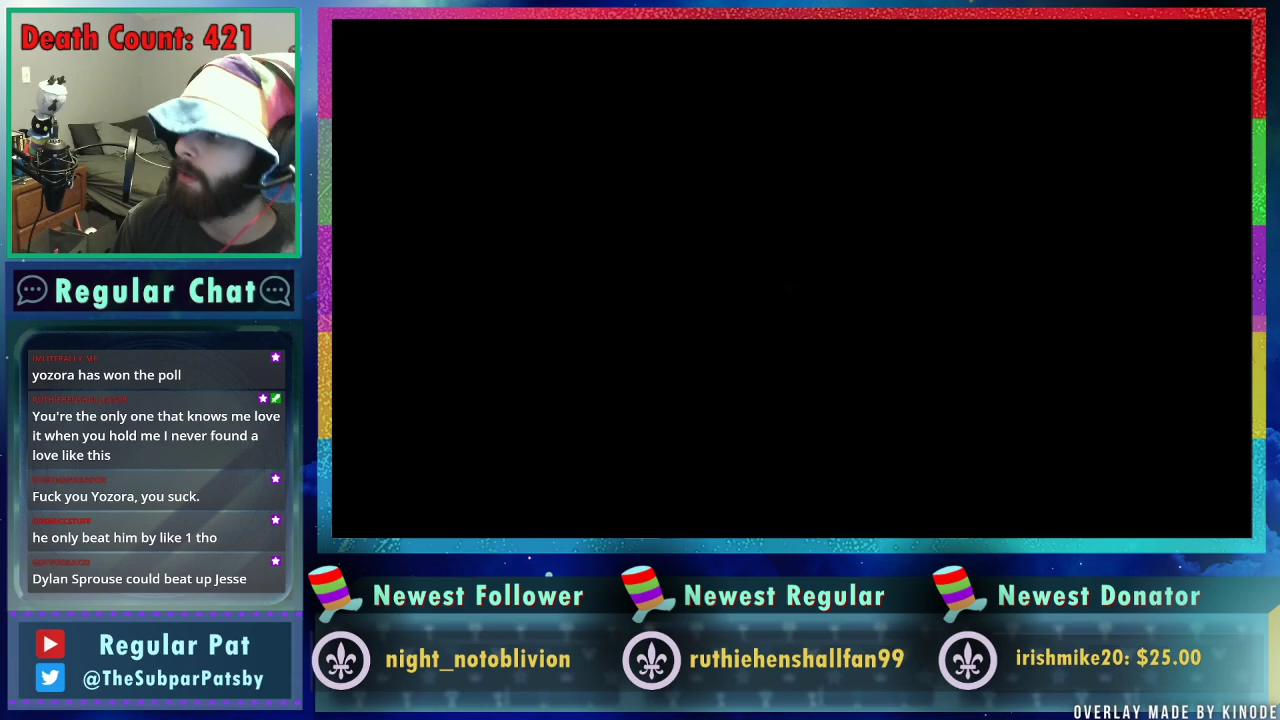 Death Count: 421
Regular Chat
yozora has won the poll
You're the only one that knows me love
it when you hold me I never found a
love like this
Fuck you Yozora, you suck.
he only beat him by like 1 tho
Dylan Sprouse could beat up Jesse
Regular Pat
@TheSubparPatsby
Newest Follower
night_notoblivion
Newest Regular
ruthiehenshallfan99
Newest Donator
irishmike20: $25.00
OVERLAY MADE BY KINODE